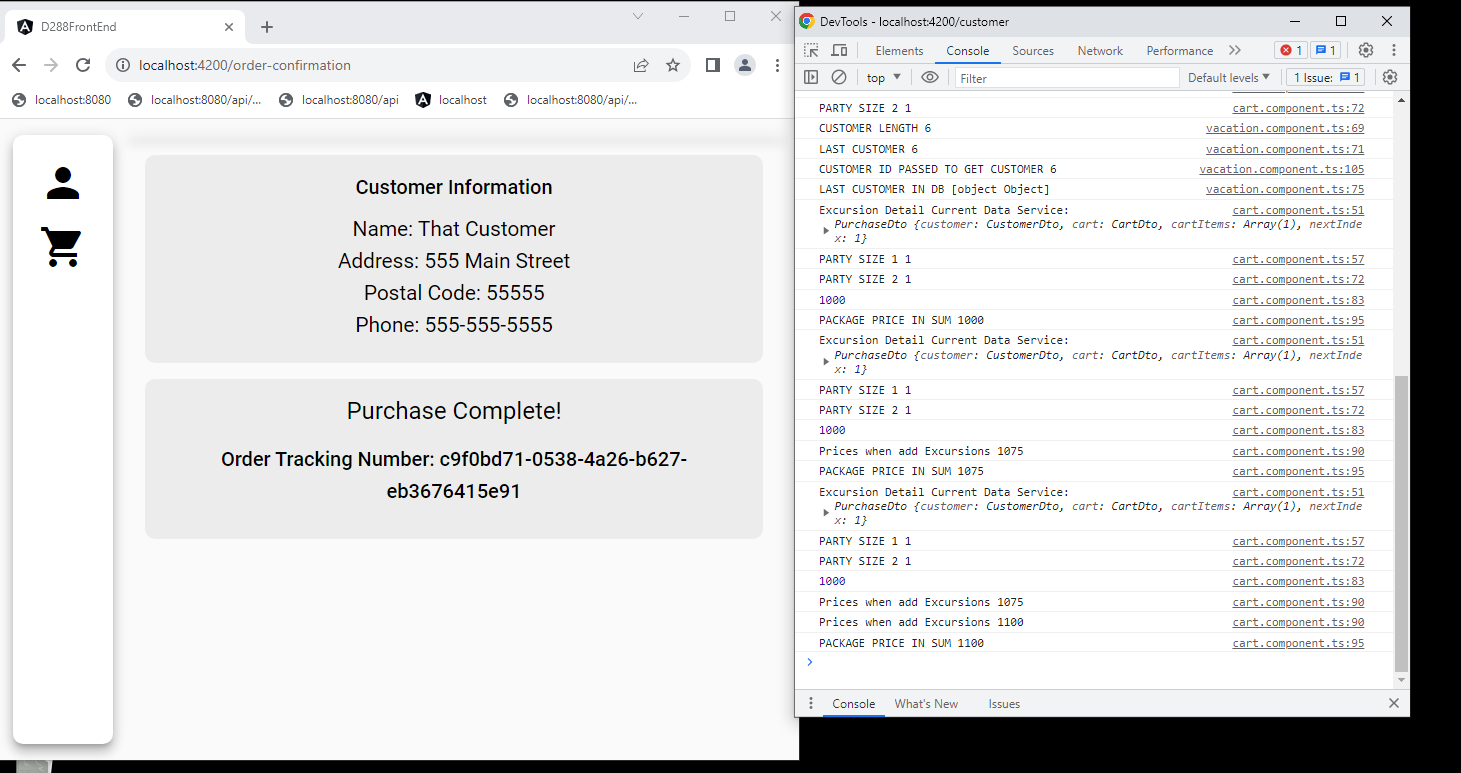 D288FrontEnd
localhost:4200/order-confirmation
localhost:8080
localhost:8080/api/...
localhost:8080/api
localhost
localhost:8080/api/...
Customer Information
Name: That Customer
Address: 555 Main Street
Postal Code: 55555
Phone: 555-555-5555
Purchase Complete!
Order Tracking Number: c9f0bd71-0538-4a26-b627-
eb3676415e91
DevTools - localhost:4200/customer
Elements Console Sources Network Performance 1 1
top Filter Default levels 1 Issue: 1
PARTY SIZE 2 1 cart.component.ts:72
CUSTOMER LENGTH 6 vacation.component.ts:69
LAST CUSTOMER 6 vacation.component.ts:71
CUSTOMER ID PASSED TO GET CUSTOMER 6 vacation.component.ts:105
LAST CUSTOMER IN DB [object Object] vacation.component.ts:75
Excursion Detail Current Data Service: cart.component.ts:51
PurchaseDto {customer: CustomerDto, cart: CartDto, cartItems: Array(1), nextInde
x: 1}
PARTY SIZE 1 1 cart.component.ts:57
PARTY SIZE 2 1 cart.component.ts:72
1000 cart.component.ts:83
PACKAGE PRICE IN SUM 1000 cart.component.ts:95
Excursion Detail Current Data Service: cart.component.ts:51
PurchaseDto {customer: CustomerDto, cart: CartDto, cartItems: Array(1), nextInde
x: 1}
PARTY SIZE 1 1 cart.component.ts:57
PARTY SIZE 2 1 cart.component.ts:72
1000 cart.component.ts:83
Prices when add Excursions 1075 cart.component.ts:90
PACKAGE PRICE IN SUM 1075 cart.component.ts:95
Excursion Detail Current Data Service: cart.component.ts:51
PurchaseDto {customer: CustomerDto, cart: CartDto, cartItems: Array(1), nextInde
x: 1}
PARTY SIZE 1 1 cart.component.ts:57
PARTY SIZE 2 1 cart.component.ts:72
1000 cart.component.ts:83
Prices when add Excursions 1075 cart.component.ts:90
Prices when add Excursions 1100 cart.component.ts:90
PACKAGE PRICE IN SUM 1100 cart.component.ts:95
Console What's New Issues